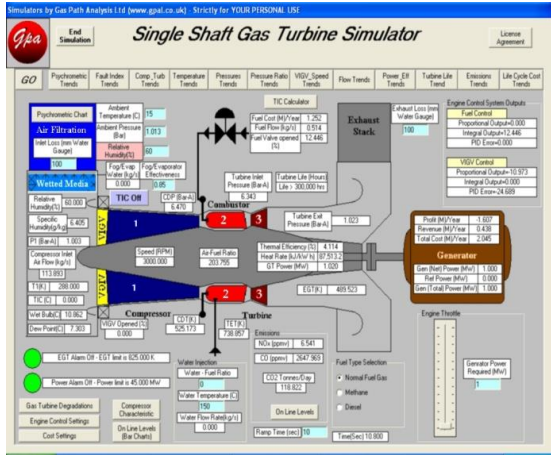 Simulators by Gas Path Analysis Ltd (www.gpal.co.uk) - Strictly for YOUR PERSONAL USE
Gpa
End Simulation
Single Shaft Gas Turbine Simulator
License Agreement
GO
Psychrometric Trends
Fault Index Trends
Comp_Turb Trends
Temperature Trends
Pressures Trends
Pressure Ratio Trends
VIGV_Speed Trends
Flow Trends
Power_Eff Trends
Turbine Life Trend
Emissions Trends
Life Cycle Cost Trends
Psychrometric Chart
Air Filtration
Inlet Loss (mm Water Gauge)
100
Wetted Media
Ambient Temperature (C) 15
Ambient Pressure (Bar) 1.013
Relative Humidity(%) 60
Fog/Evap Water (kg/s) 0.000
Fog/Evaporator Effectiveness 0.85
TIC Off
CDP (Bar-A) 6.470
TIC Calculator
Fuel Cost (M)/Year 1.252
Fuel Flow (kg/s) 0.514
Fuel Valve opened (%) 12.446
Exhaust Stack
Exhaust Loss (mm Water Gauge) 100
Engine Control System Outputs
Fuel Control
Proportional Output=0.000
Integral Output=12.446
PID Error=0.000
VIGV Control
Proportional Output=10.973
Integral Output=0.000
PID Error=-24.689
Turbine Inlet Pressure (Bar-A) 6.343
Turbine Life (Hours)
Life > 300,000 hrs
Combustor
Turbine Exit Pressure (Bar-A) 1.023
Relative Humidity(%) 60.000
Specific Humidity(g/kg) 6.405
P1 (Bar-A) 1.003
Compressor Inlet Air Flow (kg/s)
113.893
T1(K) 288.000
TIC (C) 0.000
Wet Bulb(C) 10.862
Dew Point(C) 7.303
VIGV
1
2
3
Speed (RPM)
3000.000
Air-Fuel Ratio
203.755
Thermal Efficiency (%) 4.114
Heat Rate (kJ/kW h) 87,513.2
GT Power (MW) 1.020
Profit (M)/Year -1.607
Revenue (M)/Year 0.438
Total Cost (M)/Year 2.045
Generator
Gen (Net) Power (MW) 1.000
Ref Power (MW) 0.000
Gen (Total) Power (MW) 1.000
VIGV
1
2
3
Compressor
Turbine
VIGV Opened (%)
0.000
CDT(K)
525.173
TET(K)
738.857
EGT(K) 489.523
Emissions
NOx (ppmv) 6.541
CO (ppmv) 2647.969
CO2 Tonnes/Day
118.822
On Line Levels
Ramp Time (sec) 10
Fuel Type Selection
Normal Fuel Gas
Methane
Diesel
Time(Sec) 10.800
Engine Throttle
Generator Power Required (MW)
1
EGT Alarm Off - EGT limit is 825.000 K
Power Alarm Off - Power limit is 45.000 MW
Water Injection
Water - Fuel Ratio
0
Water Temperature (C)
150
Water Flow Rate(kg/s)
0.000
Gas Turbine Degradations
Engine Control Settings
Cost Settings
Compressor Characteristic
On Line Levels (Bar Charts)